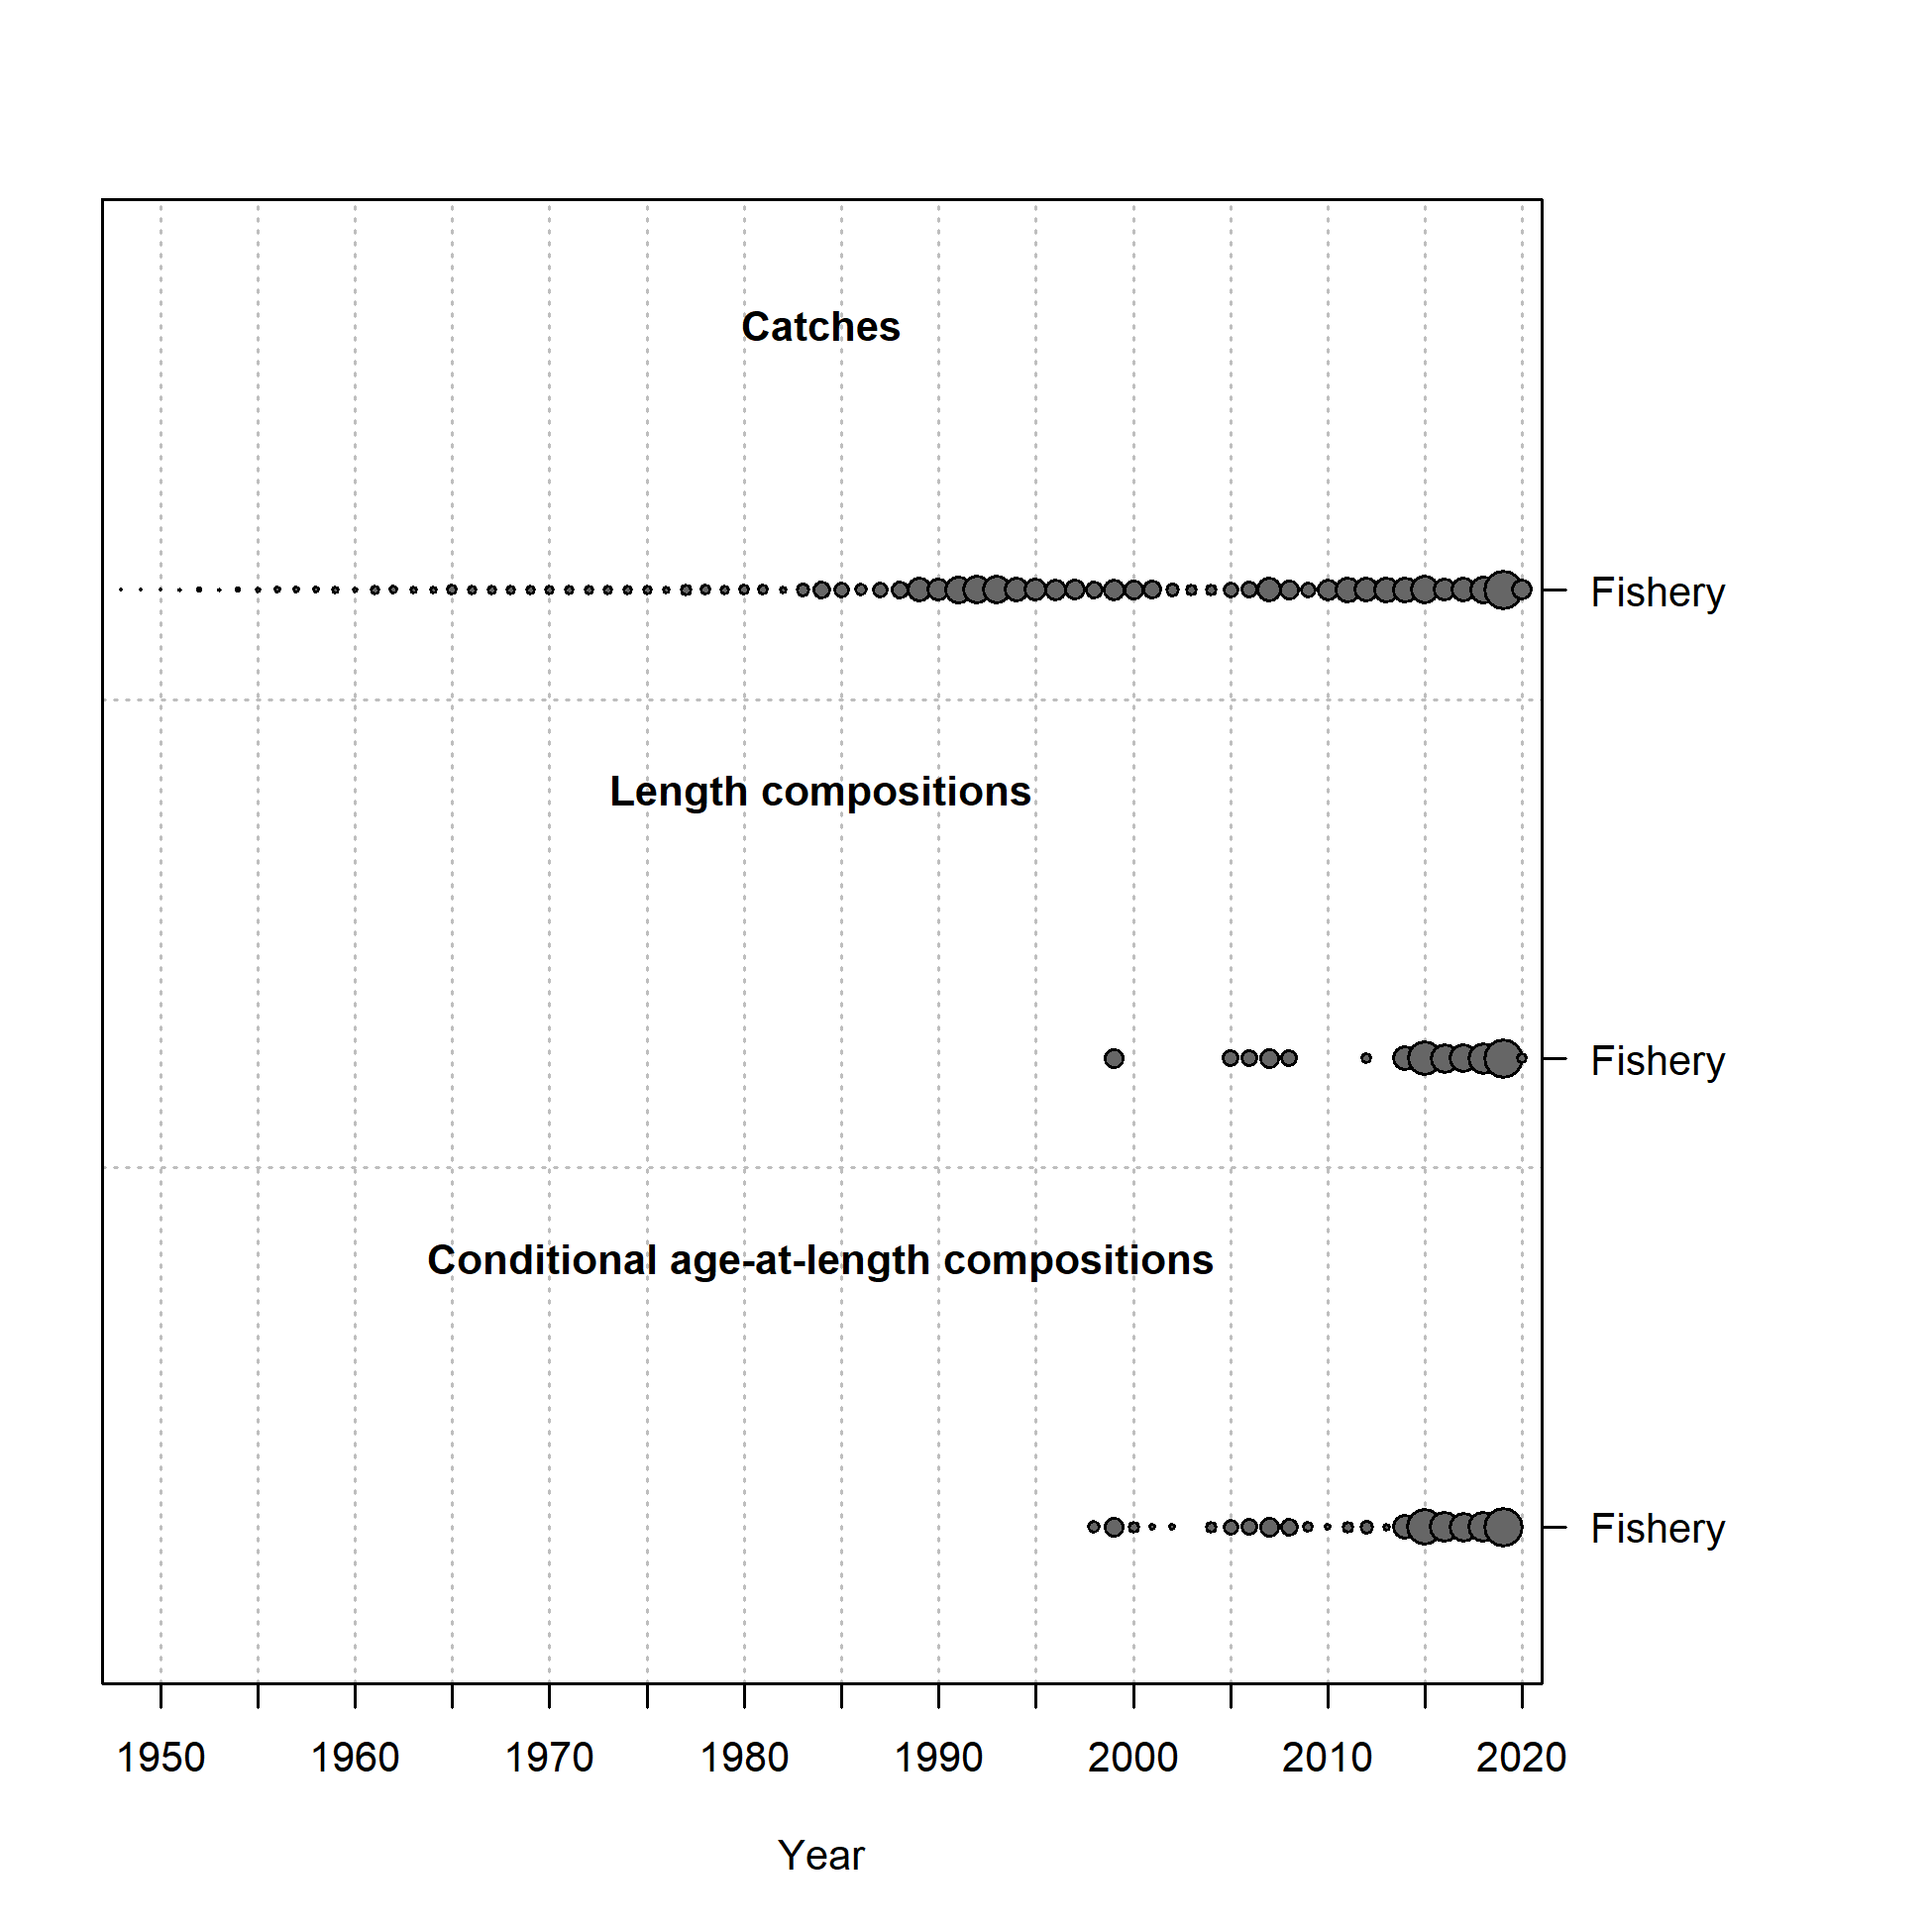 Catches
Fishery
Length compositions
Fishery
Conditional age-at-length compositions
Fishery
1950 1960 1970 1980 1990 2000 2010 2020
Year